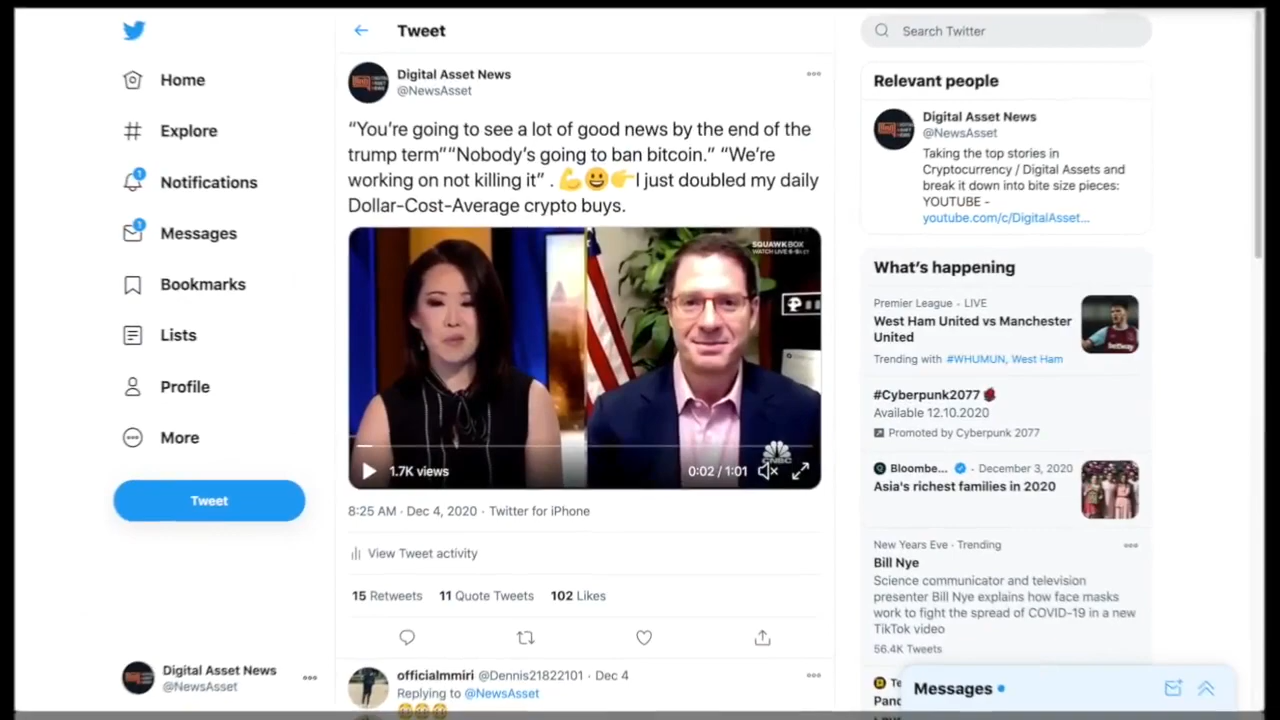 Home
Explore
1
Notifications
1
Messages
Bookmarks
Lists
Profile
More
Tweet
Digital Asset News
@NewsAsset
Tweet
Digital Asset News
@NewsAsset
“You’re going to see a lot of good news by the end of the
trump term”“Nobody’s going to ban bitcoin.” “We’re
working on not killing it” . 💪😀👉I just doubled my daily
Dollar-Cost-Average crypto buys.
SQUAWK BOX
1.7K views
0:02 / 1:01
CNBC
8:25 AM · Dec 4, 2020 · Twitter for iPhone
View Tweet activity
15 Retweets 11 Quote Tweets 102 Likes
officialmmiri @Dennis21822101 · Dec 4
Replying to @NewsAsset
Search Twitter
Relevant people
Digital Asset News
@NewsAsset
Taking the top stories in
Cryptocurrency / Digital Assets and
break it down into bite size pieces:
YOUTUBE -
youtube.com/c/DigitalAsset...
What’s happening
Premier League · LIVE
West Ham United vs Manchester
United
Trending with #WHUMUN, West Ham
betway
#Cyberpunk2077
Available 12.10.2020
Promoted by Cyberpunk 2077
Bloombe... · December 3, 2020
Asia's richest families in 2020
New Years Eve · Trending
Bill Nye
Science communicator and television
presenter Bill Nye explains how face masks
work to fight the spread of COVID-19 in a new
TikTok video
56.4K Tweets
Messages